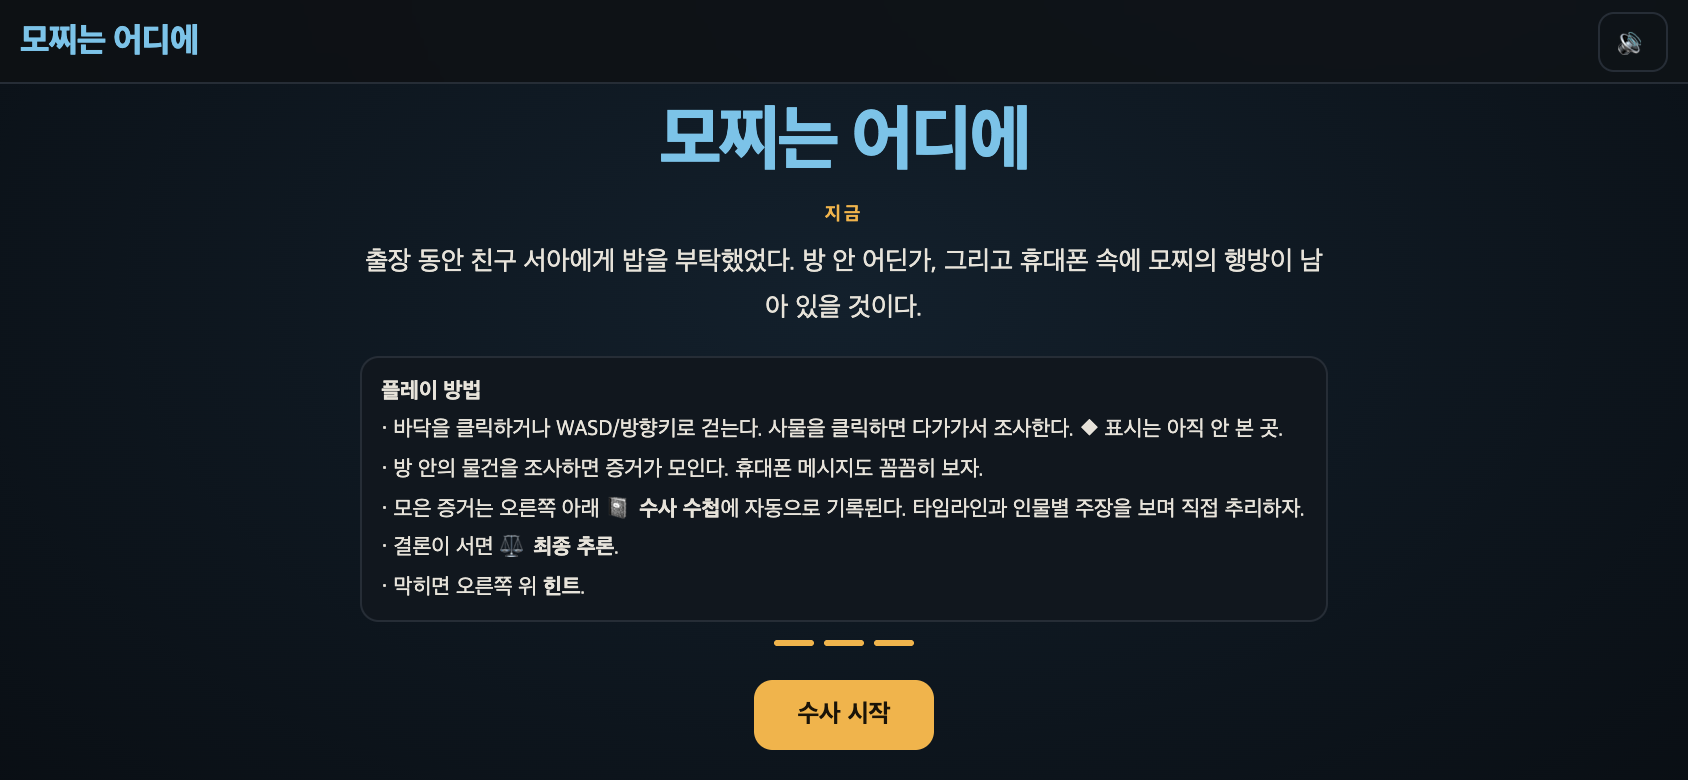 모찌는 어디에
모찌는 어디에
지금
출장 동안 친구 서아에게 밥을 부탁했었다. 방 안 어딘가, 그리고 휴대폰 속에 모찌의 행방이 남
아 있을 것이다.
플레이 방법
· 바닥을 클릭하거나 WASD/방향키로 걷는다. 사물을 클릭하면 다가가서 조사한다. ◆ 표시는 아직 안 본 곳.
· 방 안의 물건을 조사하면 증거가 모인다. 휴대폰 메시지도 꼼꼼히 보자.
· 모은 증거는 오른쪽 아래 📓 수사 수첩에 자동으로 기록된다. 타임라인과 인물별 주장을 보며 직접 추리하자.
· 결론이 서면 ⚖️ 최종 추론.
· 막히면 오른쪽 위 힌트.
수사 시작